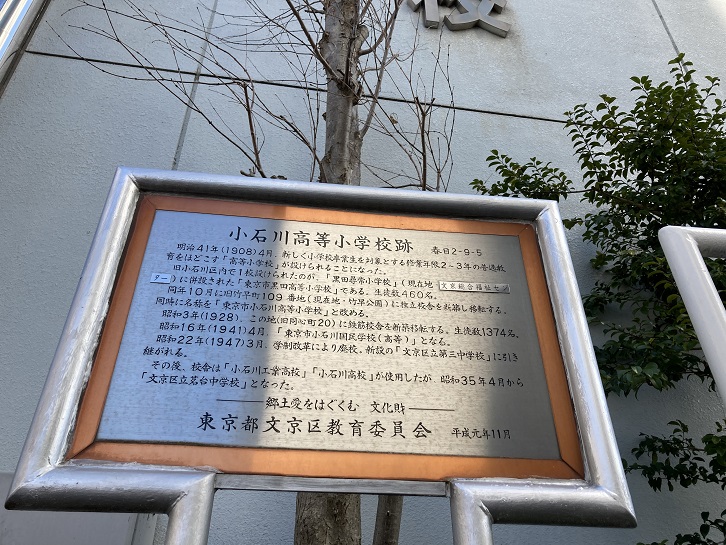 校
小石川高等小学校跡 春日2-9-5
明治41年(1908)4月、新しく小学校卒業生を対象とする修業年限2~3年の普通教
育をほどこす「高等小学校」が設けられることになった。
旧小石川区内で1校設けられたのが、「黒田尋常小学校」(現在地・文京総合福祉セン
ター)に併設された「東京市黒田高等小学校」である。生徒数460名。
同年10月に旧竹早町109番地(現在地・竹早公園)に独立校舎を新築し移転する。
同時に名称を「東京市小石川高等小学校」と改める。
昭和3年(1928)、この地(旧同心町20)に鉄筋校舎を新築移転する。生徒数1374名。
昭和16年(1941)4月、「東京市小石川国民学校(高等)」となる。
昭和22年(1947)3月、学制改革により廃校、新設の「文京区立第三中学校」に引き
継がれる。
その後、校舎は「小石川工業高校」「小石川高校」が使用したが、昭和35年4月から
「文京区立茗台中学校」となった。
郷土愛をはぐくむ 文化財
東京都文京区教育委員会 平成元年11月